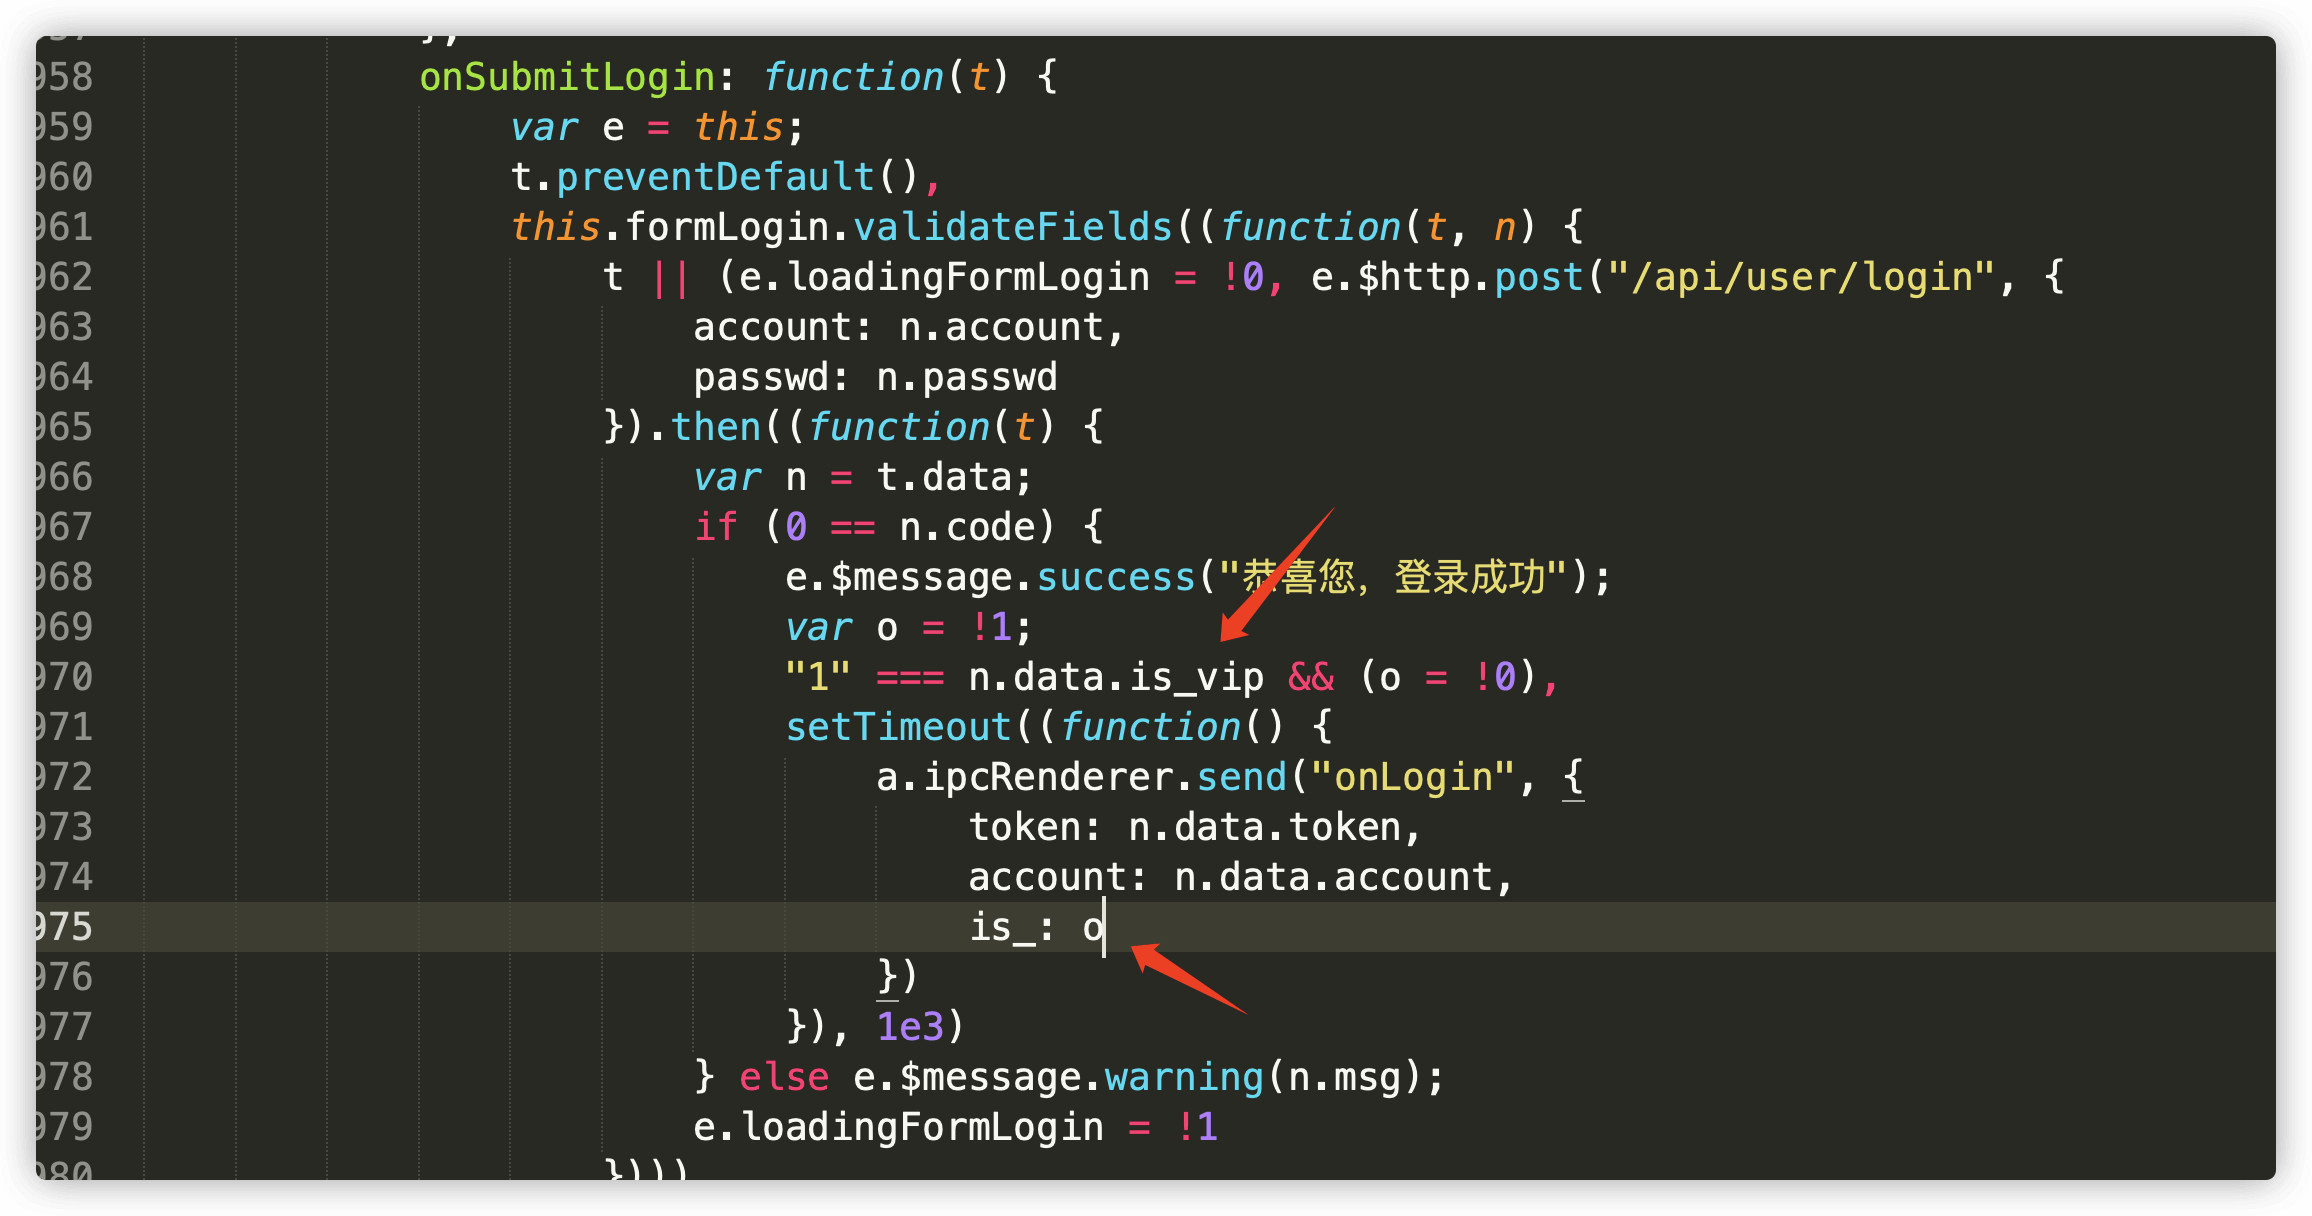 },
958 onSubmitLogin: function(t) {
959 var e = this;
960 t.preventDefault(),
961 this.formLogin.validateFields((function(t, n) {
962 t || (e.loadingFormLogin = !0, e.$http.post("/api/user/login", {
963 account: n.account,
964 passwd: n.passwd
965 }).then((function(t) {
966 var n = t.data;
967 if (0 == n.code) {
968 e.$message.success("恭喜您，登录成功");
969 var o = !1;
970 "1" === n.data.is_vip && (o = !0),
971 setTimeout((function() {
972 a.ipcRenderer.send("onLogin", {
973 token: n.data.token,
974 account: n.data.account,
975 is_: o
976 })
977 }), 1e3)
978 } else e.$message.warning(n.msg);
979 e.loadingFormLogin = !1
980 })))